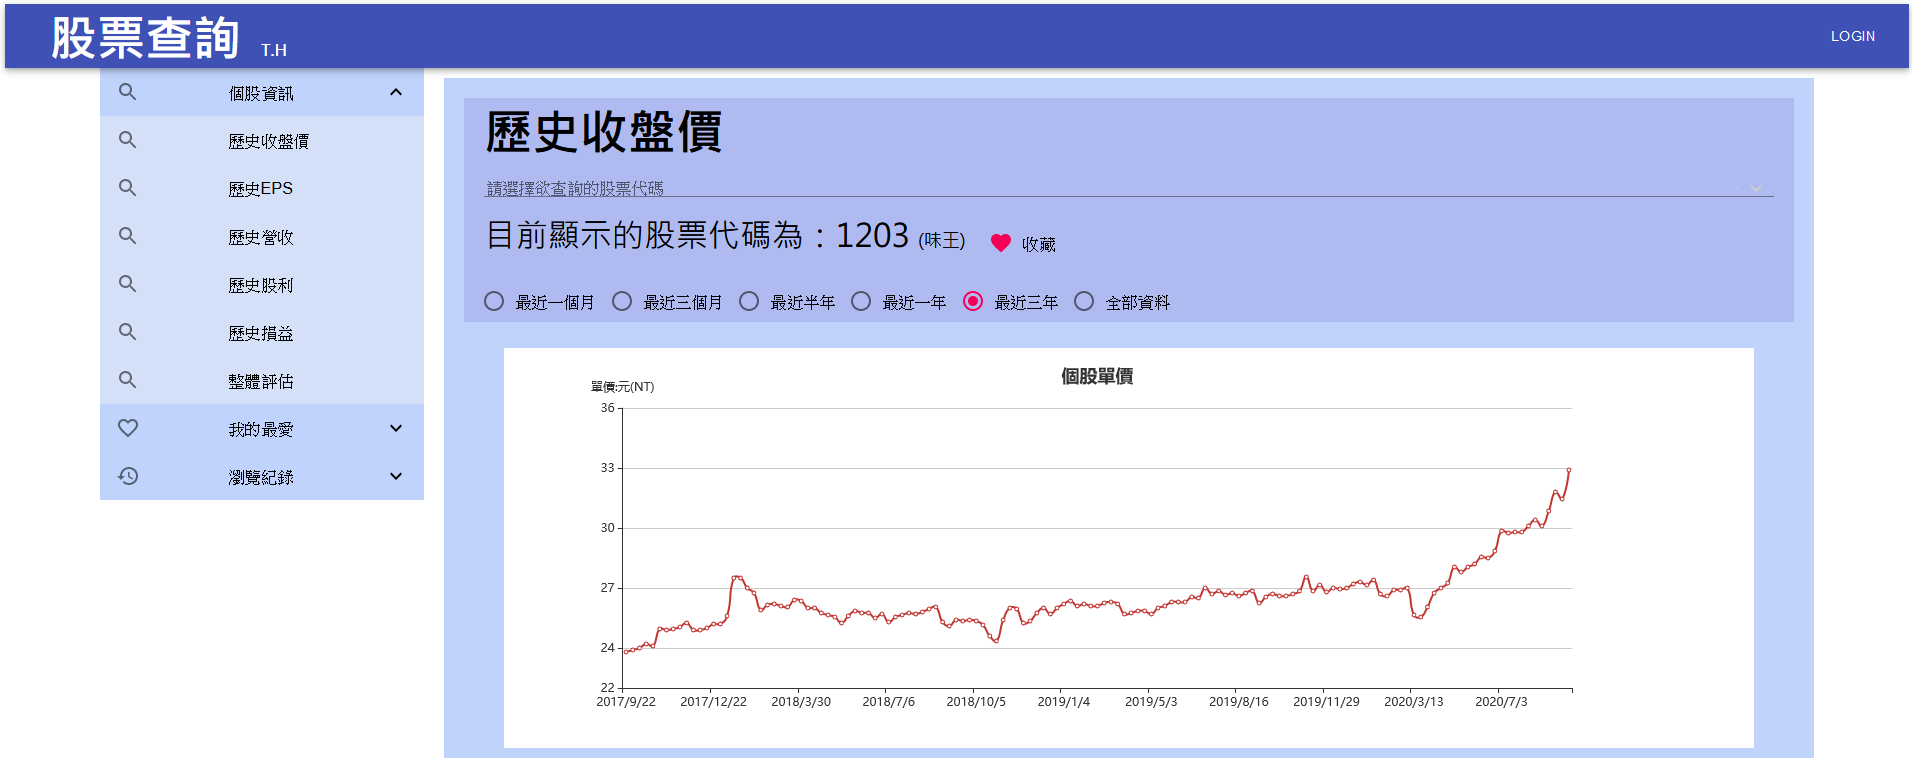 股票查詢 T.H
LOGIN
個股資訊
歷史收盤價
歷史EPS
歷史營收
歷史股利
歷史損益
整體評估
我的最愛
瀏覽紀錄
歷史收盤價
請選擇欲查詢的股票代碼
目前顯示的股票代碼為：1203 (味王) 收藏
最近一個月 最近三個月 最近半年 最近一年 最近三年 全部資料
個股單價
單價:元(NT)
36
33
30
27
24
22
2017/9/22 2017/12/22 2018/3/30 2018/7/6 2018/10/5 2019/1/4 2019/5/3 2019/8/16 2019/11/29 2020/3/13 2020/7/3